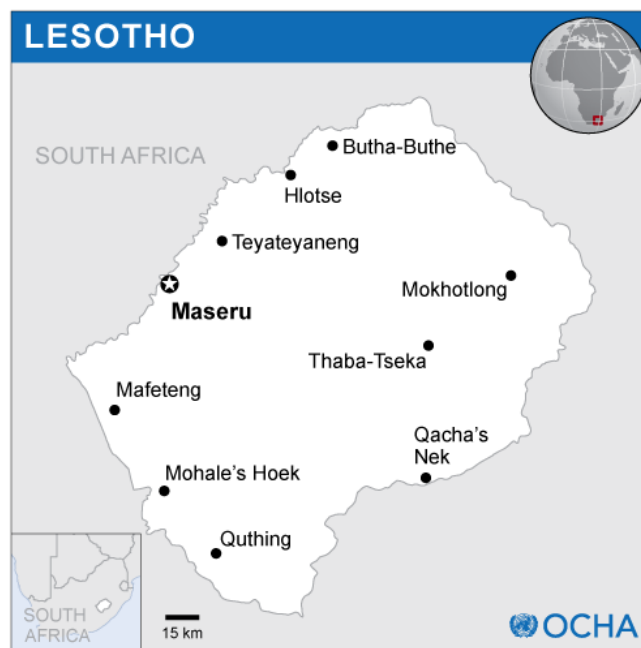 LESOTHO
SOUTH AFRICA
Butha-Buthe
Hlotse
Teyateyaneng
Mokhotlong
Maseru
Thaba-Tseka
Mafeteng
Qacha's
Nek
Mohale's Hoek
Quthing
SOUTH
AFRICA
15 km
OCHA